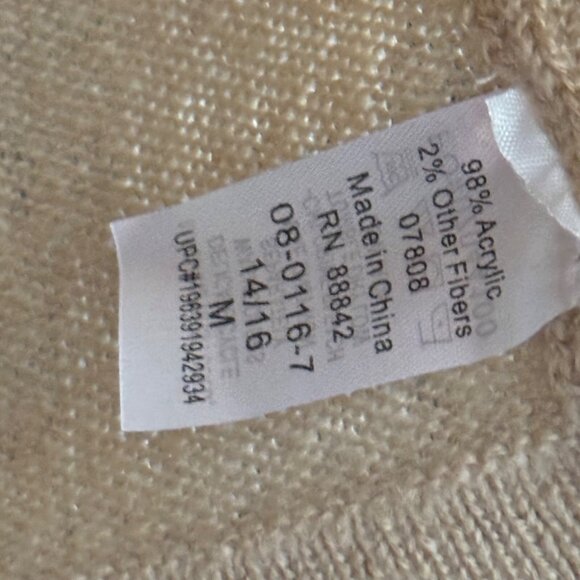 98% Acrylic
2% Other Fibers
07808
Made in China
RN 88842
08-0116-7
14/16
M
UPC#196391942934